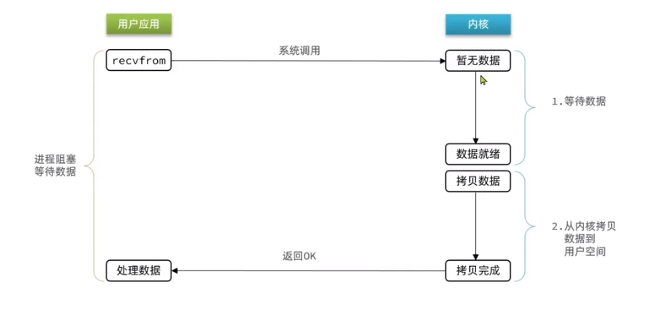 用户应用
内核
recvfrom
系统调用
暂无数据
1.等待数据
进程阻塞
等待数据
数据就绪
拷贝数据
2.从内核拷贝
数据到
用户空间
处理数据
返回OK
拷贝完成